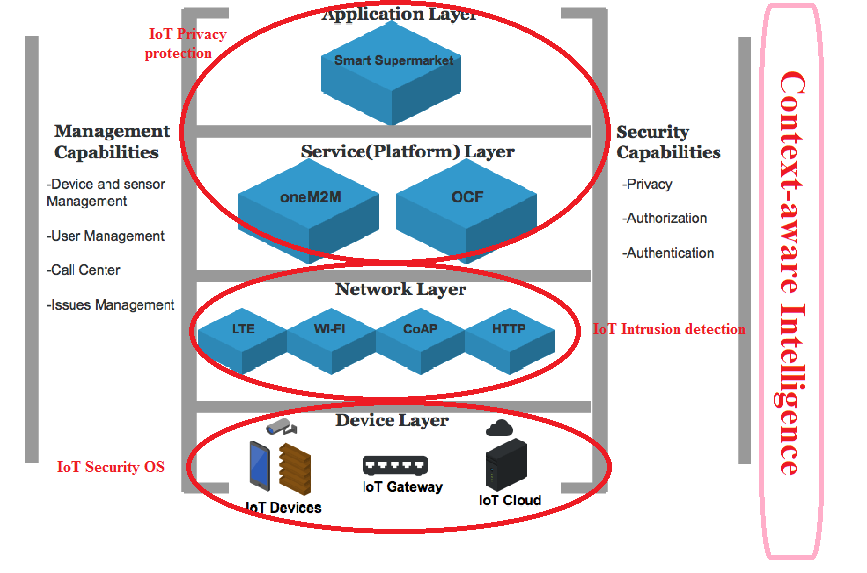 Application Layer
IoT Privacy
protection
Smart Supermarket
Management
Capabilities
-Device and sensor
Management
-User Management
-Call Center
-Issues Management
Service(Platform) Layer
oneM2M
OCF
Security
Capabilities
-Privacy
-Authorization
-Authentication
Network Layer
LTE
WI-FI
CoAP
HTTP
IoT Intrusion detection
Device Layer
IoT Security OS
IoT Devices
IoT Gateway
IoT Cloud
Context-aware Intelligence